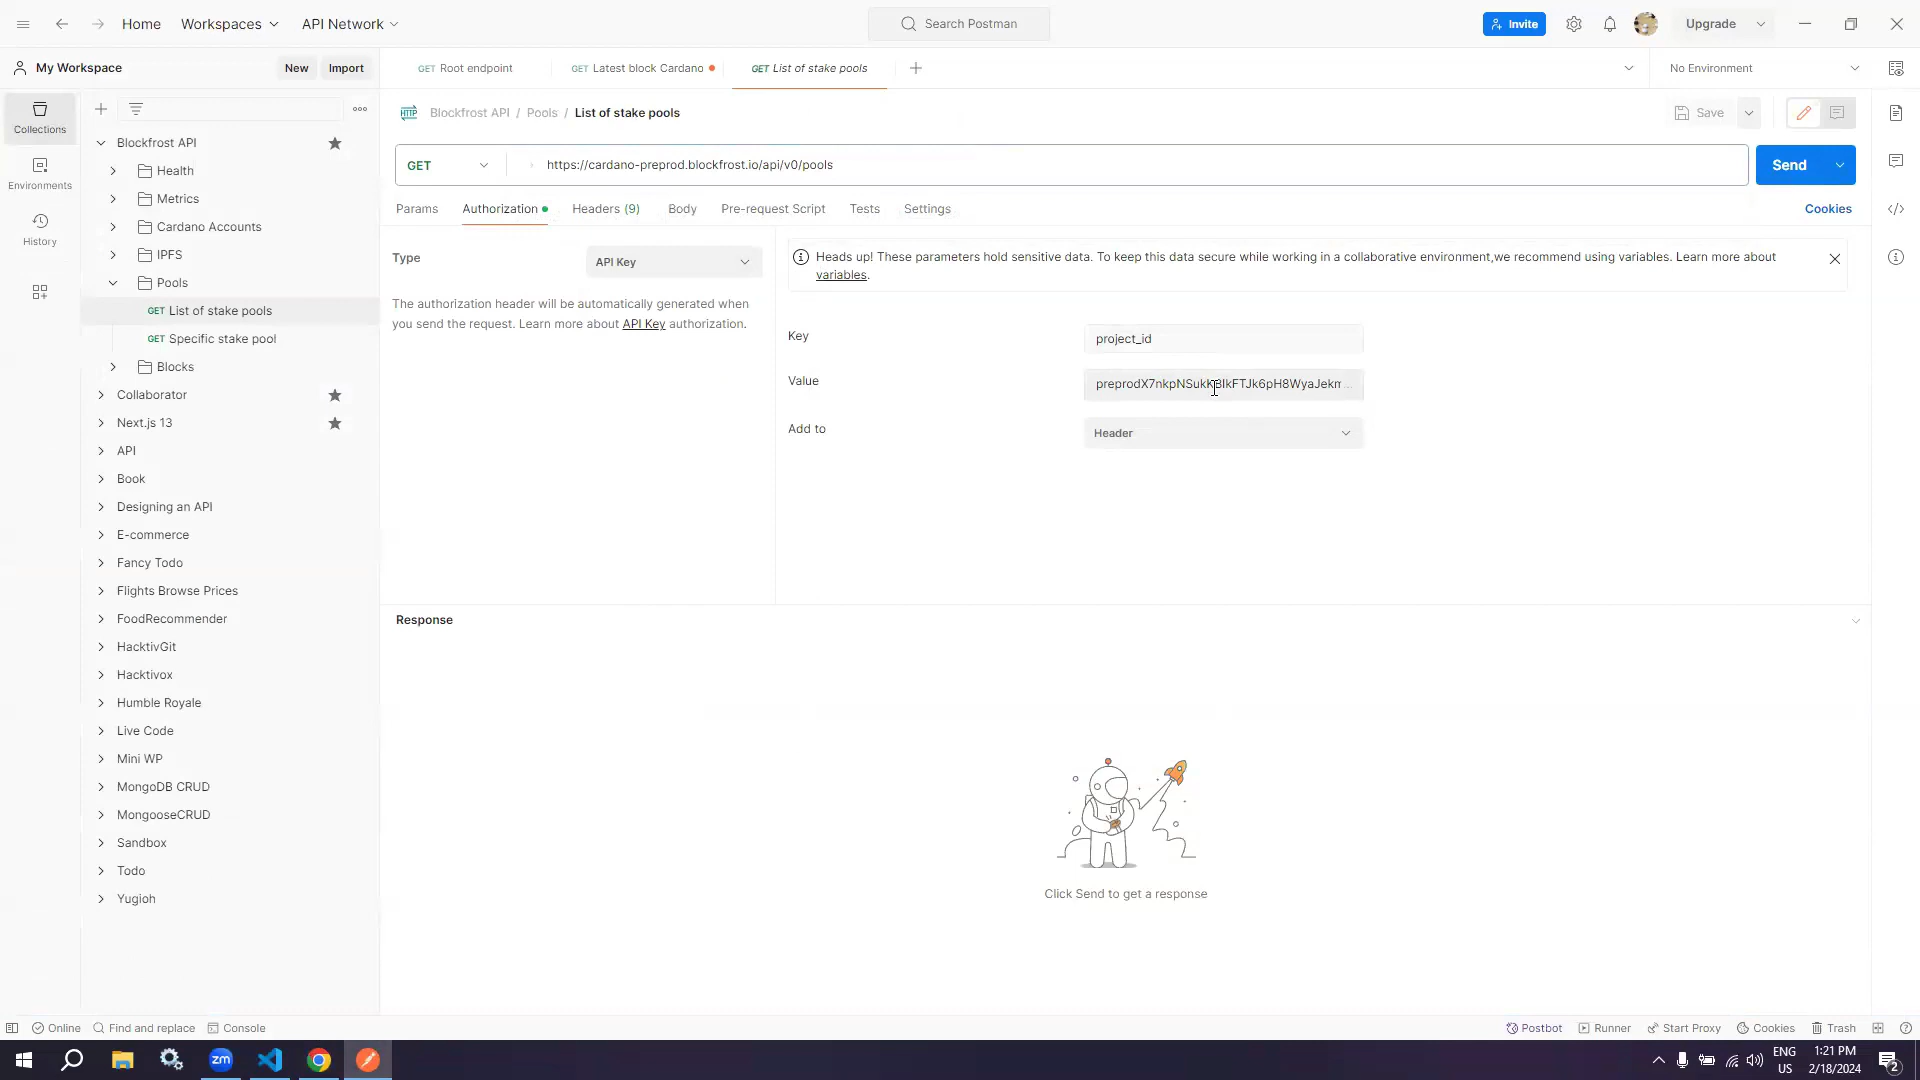 Home
Workspaces
API Network
Search Postman
Invite
Upgrade
My Workspace
New
Import
GET Root endpoint
GET Latest block Cardano
GET List of stake pools
No Environment
Collections
Environments
History
Blockfrost API
Health
Metrics
Cardano Accounts
IPFS
Pools
GET List of stake pools
GET Specific stake pool
Blocks
Collaborator
Next.js 13
API
Book
Designing an API
E-commerce
Fancy Todo
Flights Browse Prices
FoodRecommender
HacktivGit
Hacktivox
Humble Royale
Live Code
Mini WP
MongoDB CRUD
MongooseCRUD
Sandbox
Todo
Yugioh
HTTP
Blockfrost API / Pools / List of stake pools
Save
GET
https://cardano-preprod.blockfrost.io/api/v0/pools
Send
Params
Authorization
Headers (9)
Body
Pre-request Script
Tests
Settings
Cookies
Type
API Key
The authorization header will be automatically generated when
you send the request. Learn more about API Key authorization.
Heads up! These parameters hold sensitive data. To keep this data secure while working in a collaborative environment,we recommend using variables. Learn more about
variables.
Key
project_id
Value
Add to
Header
Response
Click Send to get a response
Online
Find and replace
Console
Postbot
Runner
Start Proxy
Cookies
Trash
zm
ENG
US
1:21 PM
2/18/2024
2